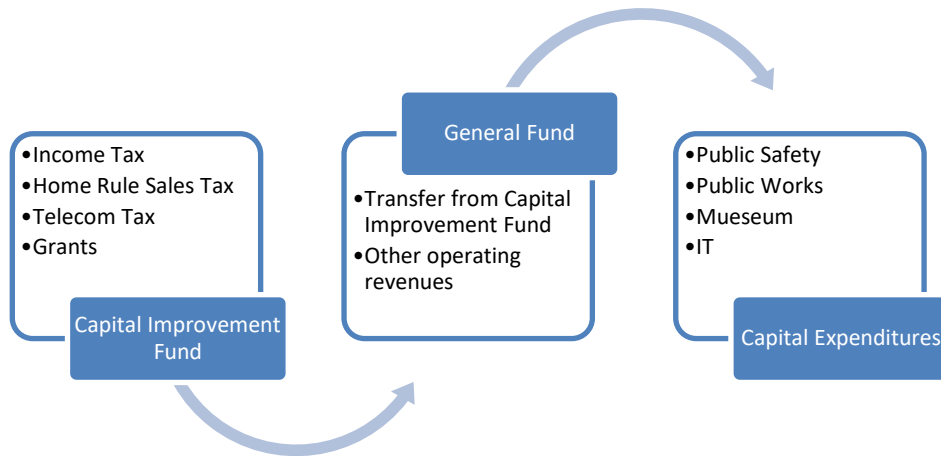 •Income Tax
•Home Rule Sales Tax
•Telecom Tax
•Grants
Capital Improvement
Fund
General Fund
•Transfer from Capital
Improvement Fund
•Other operating
revenues
•Public Safety
•Public Works
•Mueseum
•IT
Capital Expenditures